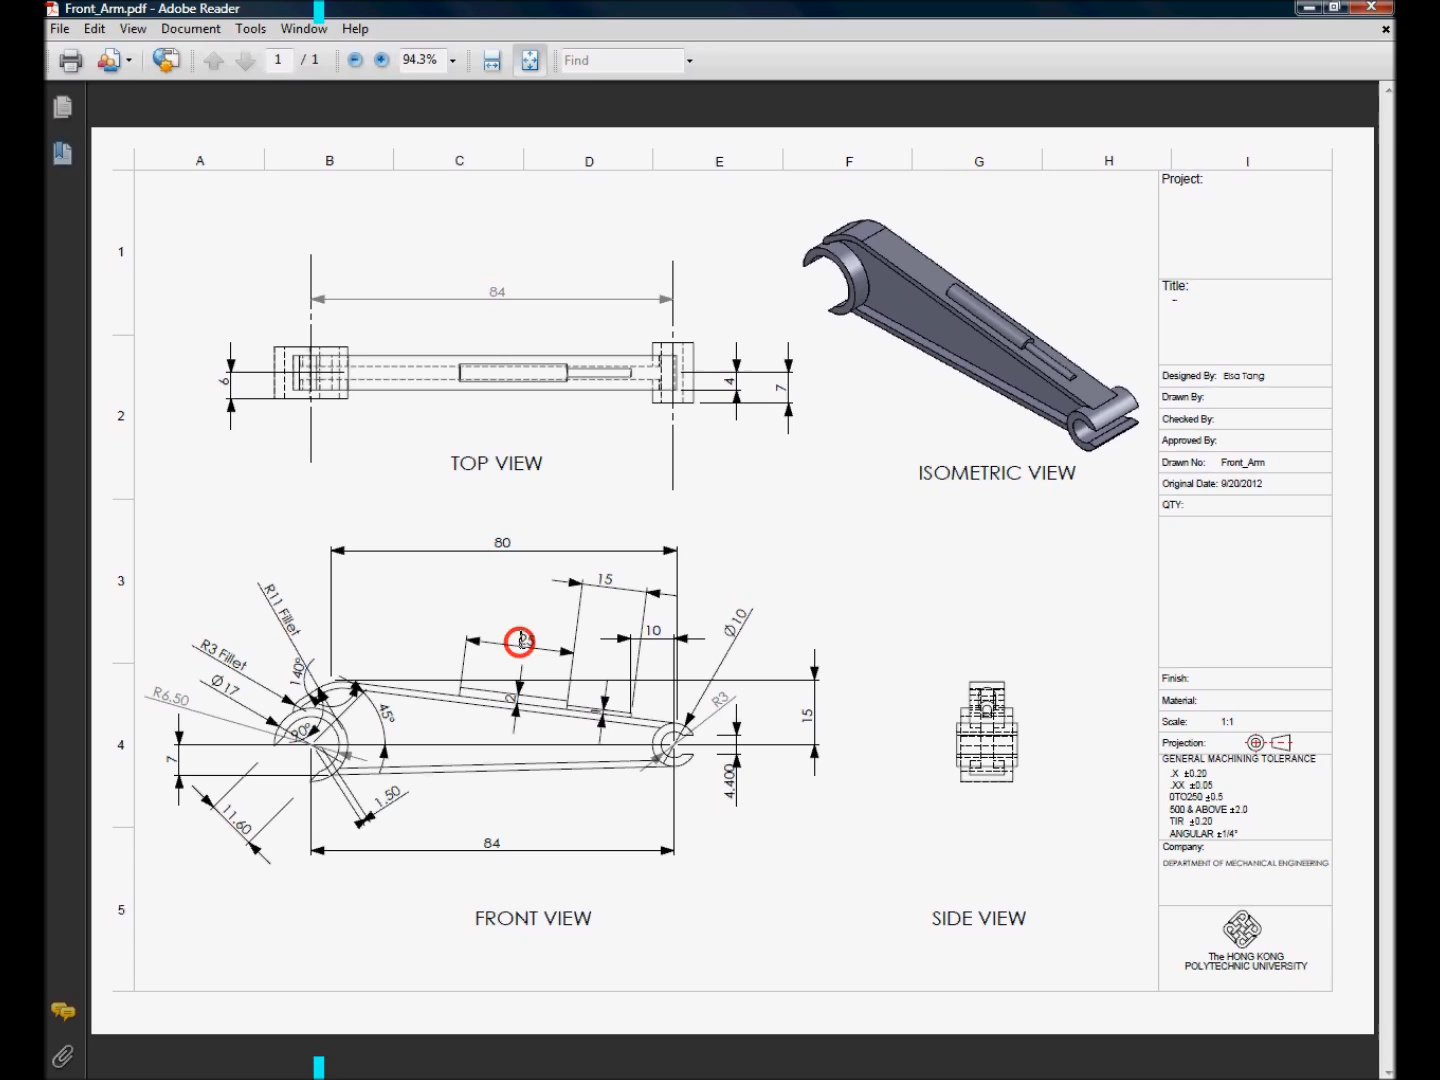 Front_Arm.pdf - Adobe Reader
File Edit View Document Tools Window Help
1 / 1 94.3% Find
A B C D E F G H I
1
2
3
4
5
84
6
4
7
TOP VIEW
ISOMETRIC VIEW
80
15
10
Ø10
R11 Fillet
R3 Fillet
140°
Ø17
R6.50
45°
90°
2
R3
15
7
4.400
1.50
11.60
84
FRONT VIEW
SIDE VIEW
Project:
Title:
-
Designed By: Elsa Tang
Drawn By:
Checked By:
Approved By:
Drawn No: Front_Arm
Original Date: 9/20/2012
QTY:
Finish:
Material:
Scale: 1:1
Projection:
GENERAL MACHINING TOLERANCE
.X ±0.20
.XX ±0.05
0TO250 ±0.5
500 & ABOVE ±2.0
TIR ±0.20
ANGULAR ±1/4°
Company:
DEPARTMENT OF MECHANICAL ENGINEERING
The HONG KONG
POLYTECHNIC UNIVERSITY